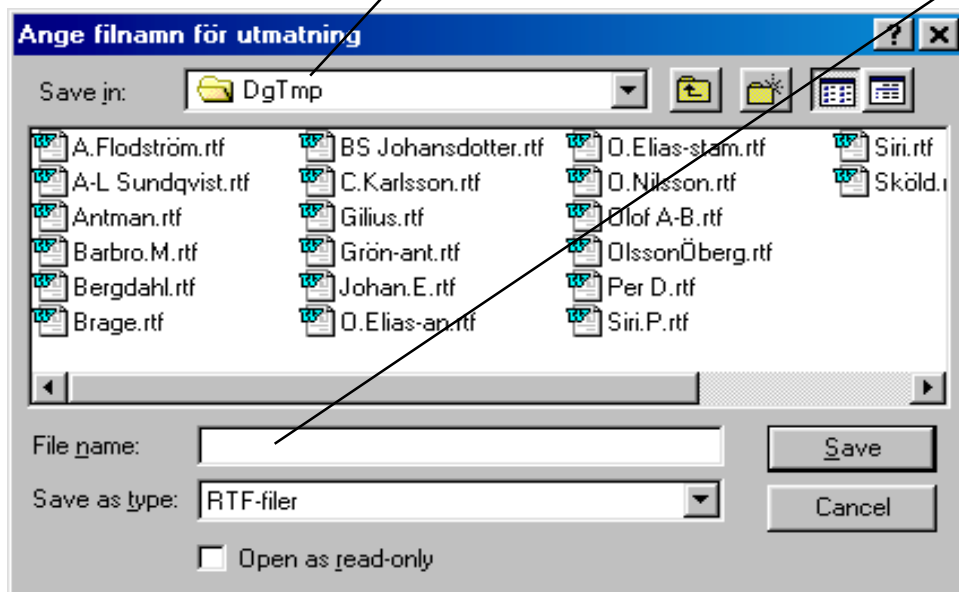 Ange filnamn för utmatning
Save in: DgTmp
A.Flodström.rtf BS Johansdotter.rtf O.Elias-stam.rtf Siri.rtf
A-L Sundqvist.rtf C.Karlsson.rtf O.Nilsson.rtf Sköld.r
Antman.rtf Gilius.rtf Olof A-B.rtf
Barbro.M.rtf Grön-ant.rtf OlssonÖberg.rtf
Bergdahl.rtf Johan.E.rtf Per D.rtf
Brage.rtf O.Elias-an.rtf Siri.P.rtf
File name: Save
Save as type: RTF-filer Cancel
Open as read-only